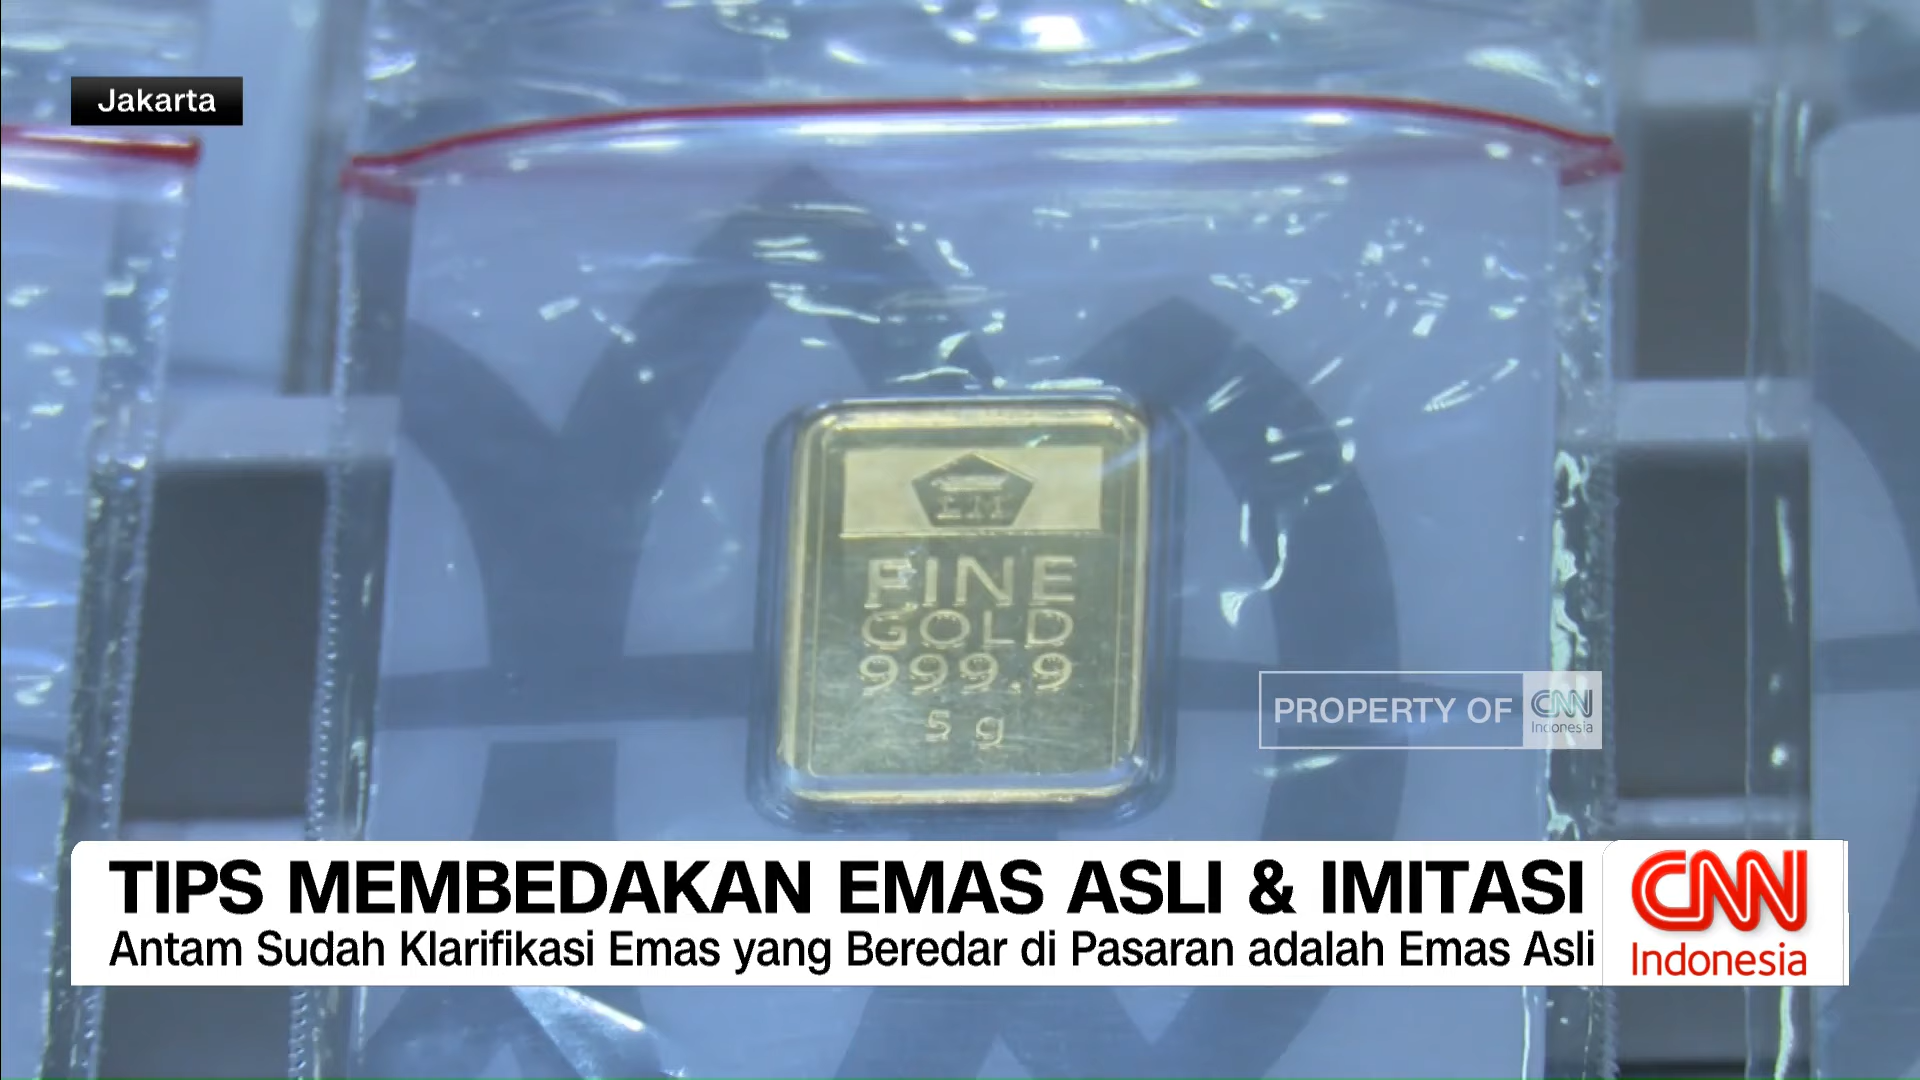 Jakarta
LM
FINE
GOLD
999.9
5 g
PROPERTY OF CNN Indonesia
TIPS MEMBEDAKAN EMAS ASLI & IMITASI
Antam Sudah Klarifikasi Emas yang Beredar di Pasaran adalah Emas Asli
CNN
Indonesia